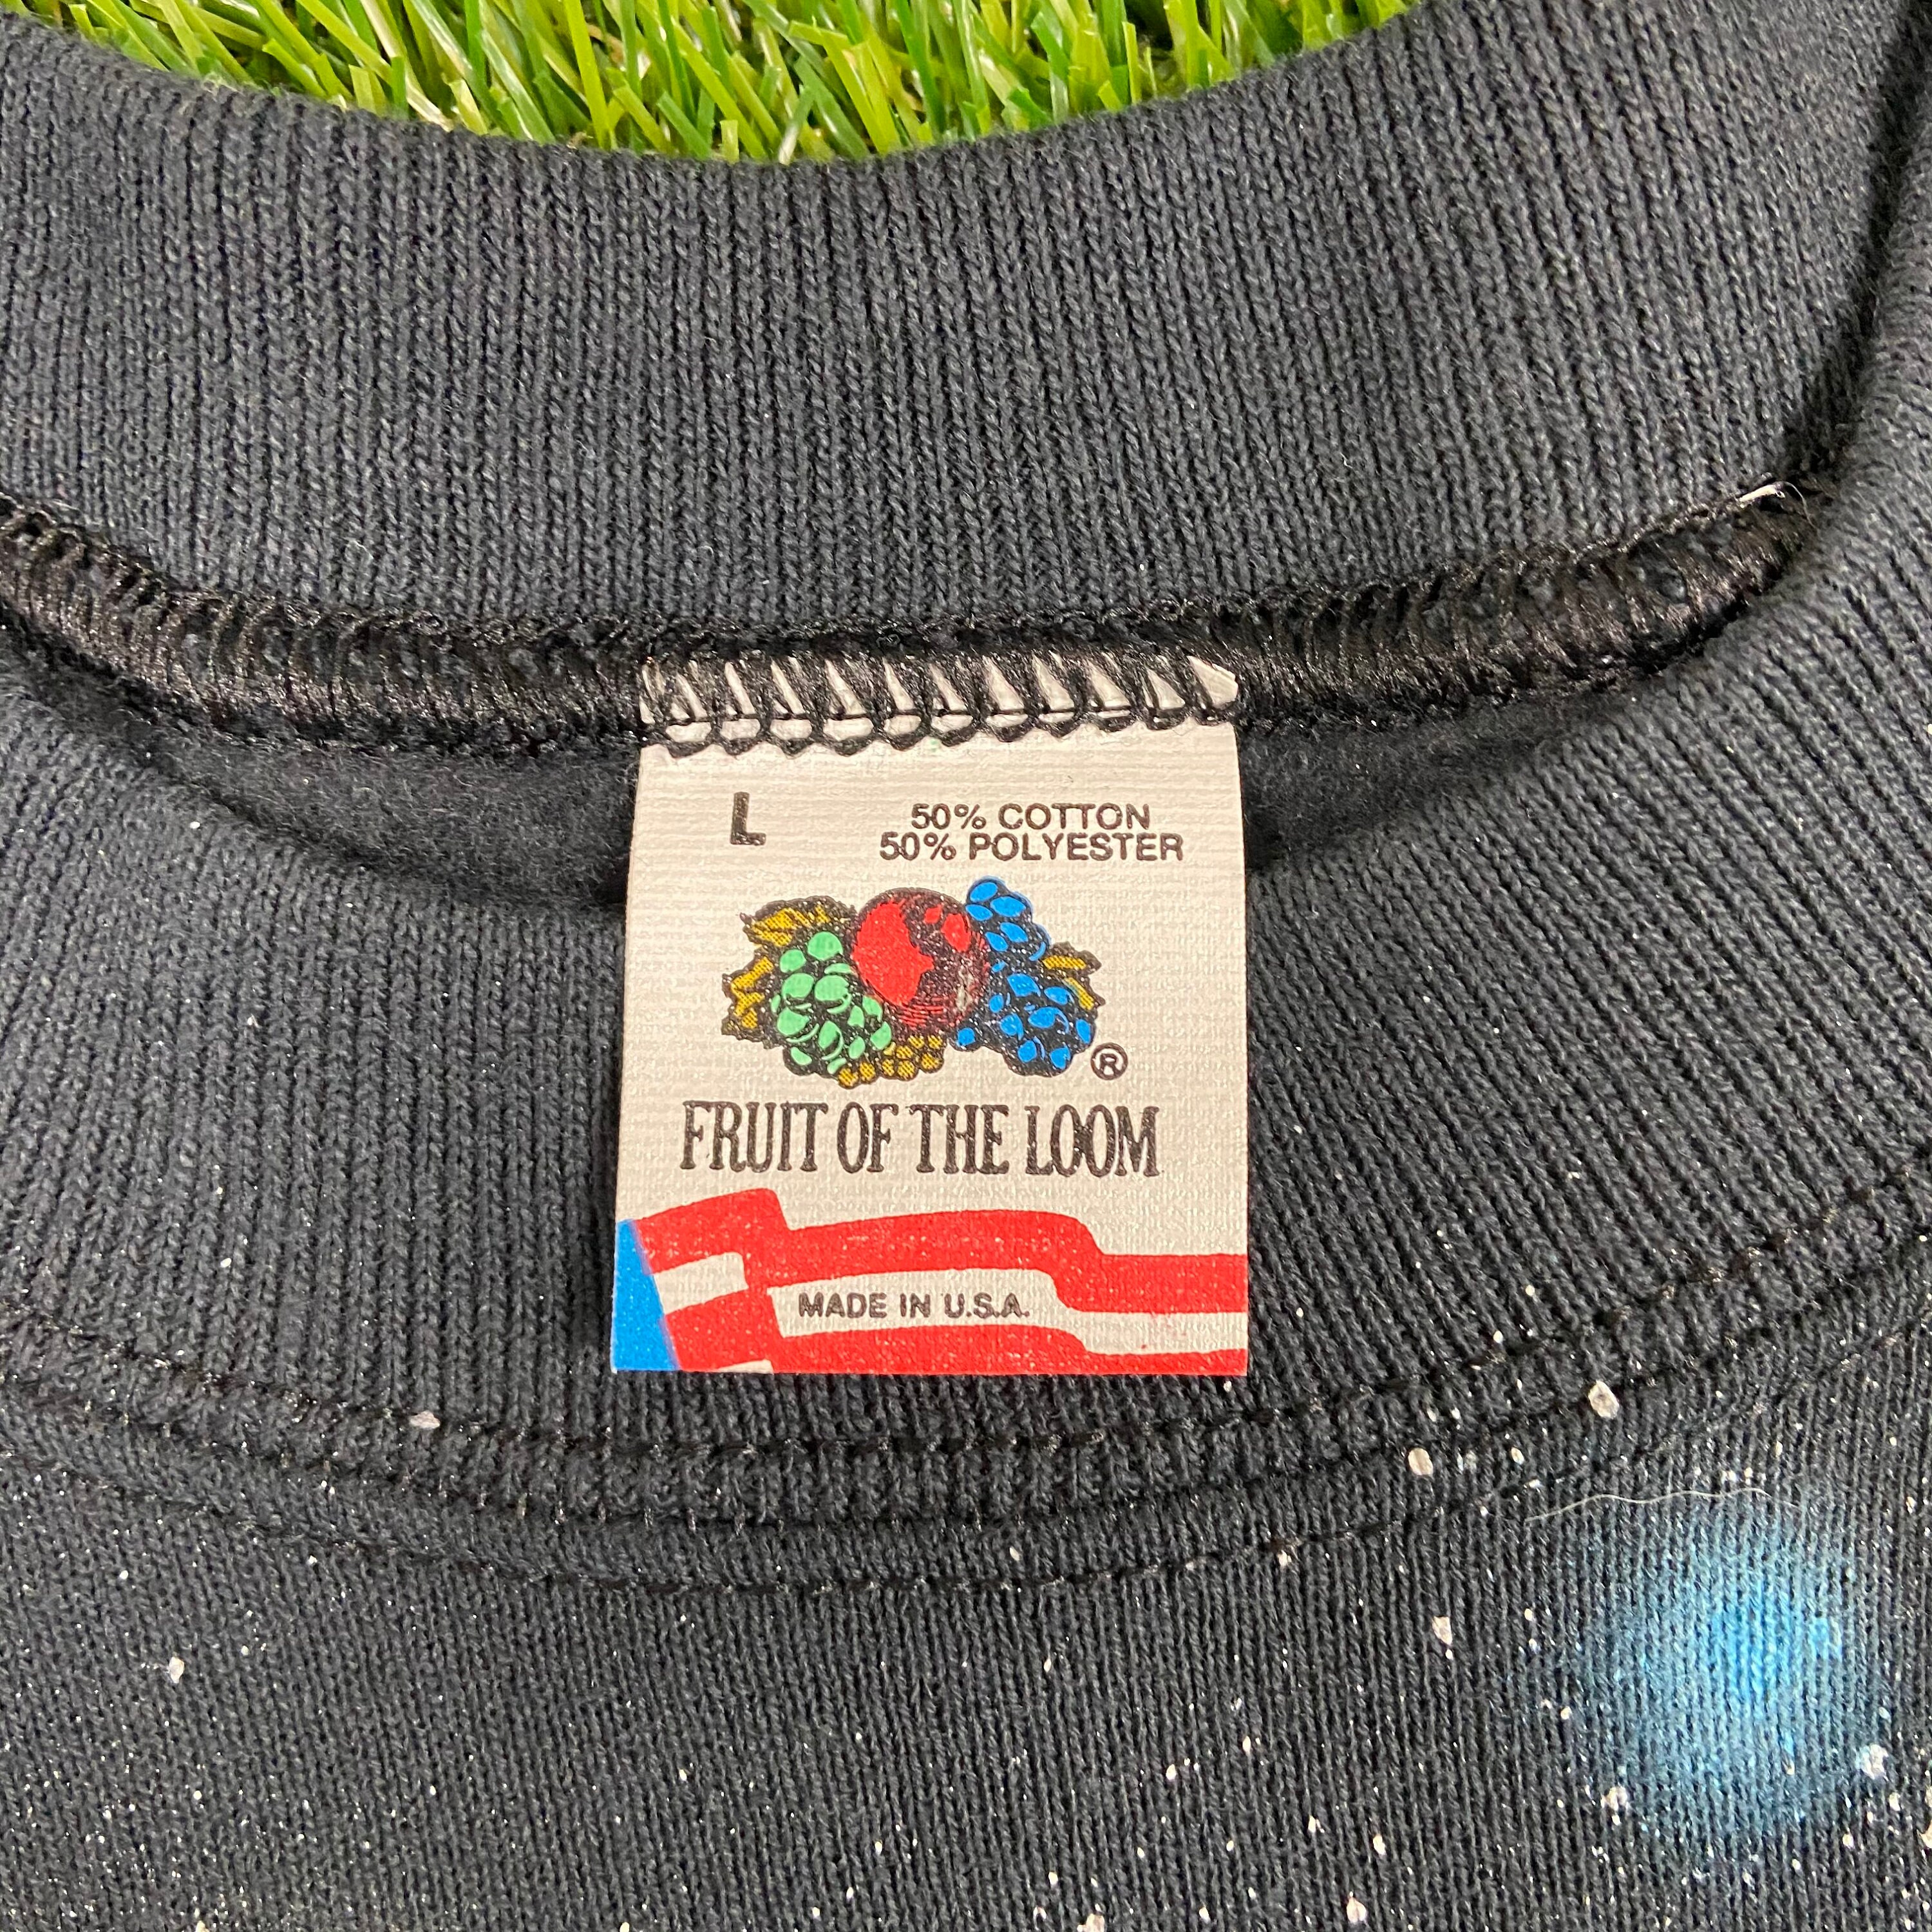 L
50% COTTON
50% POLYESTER
®
FRUIT OF THE LOOM
MADE IN U.S.A.